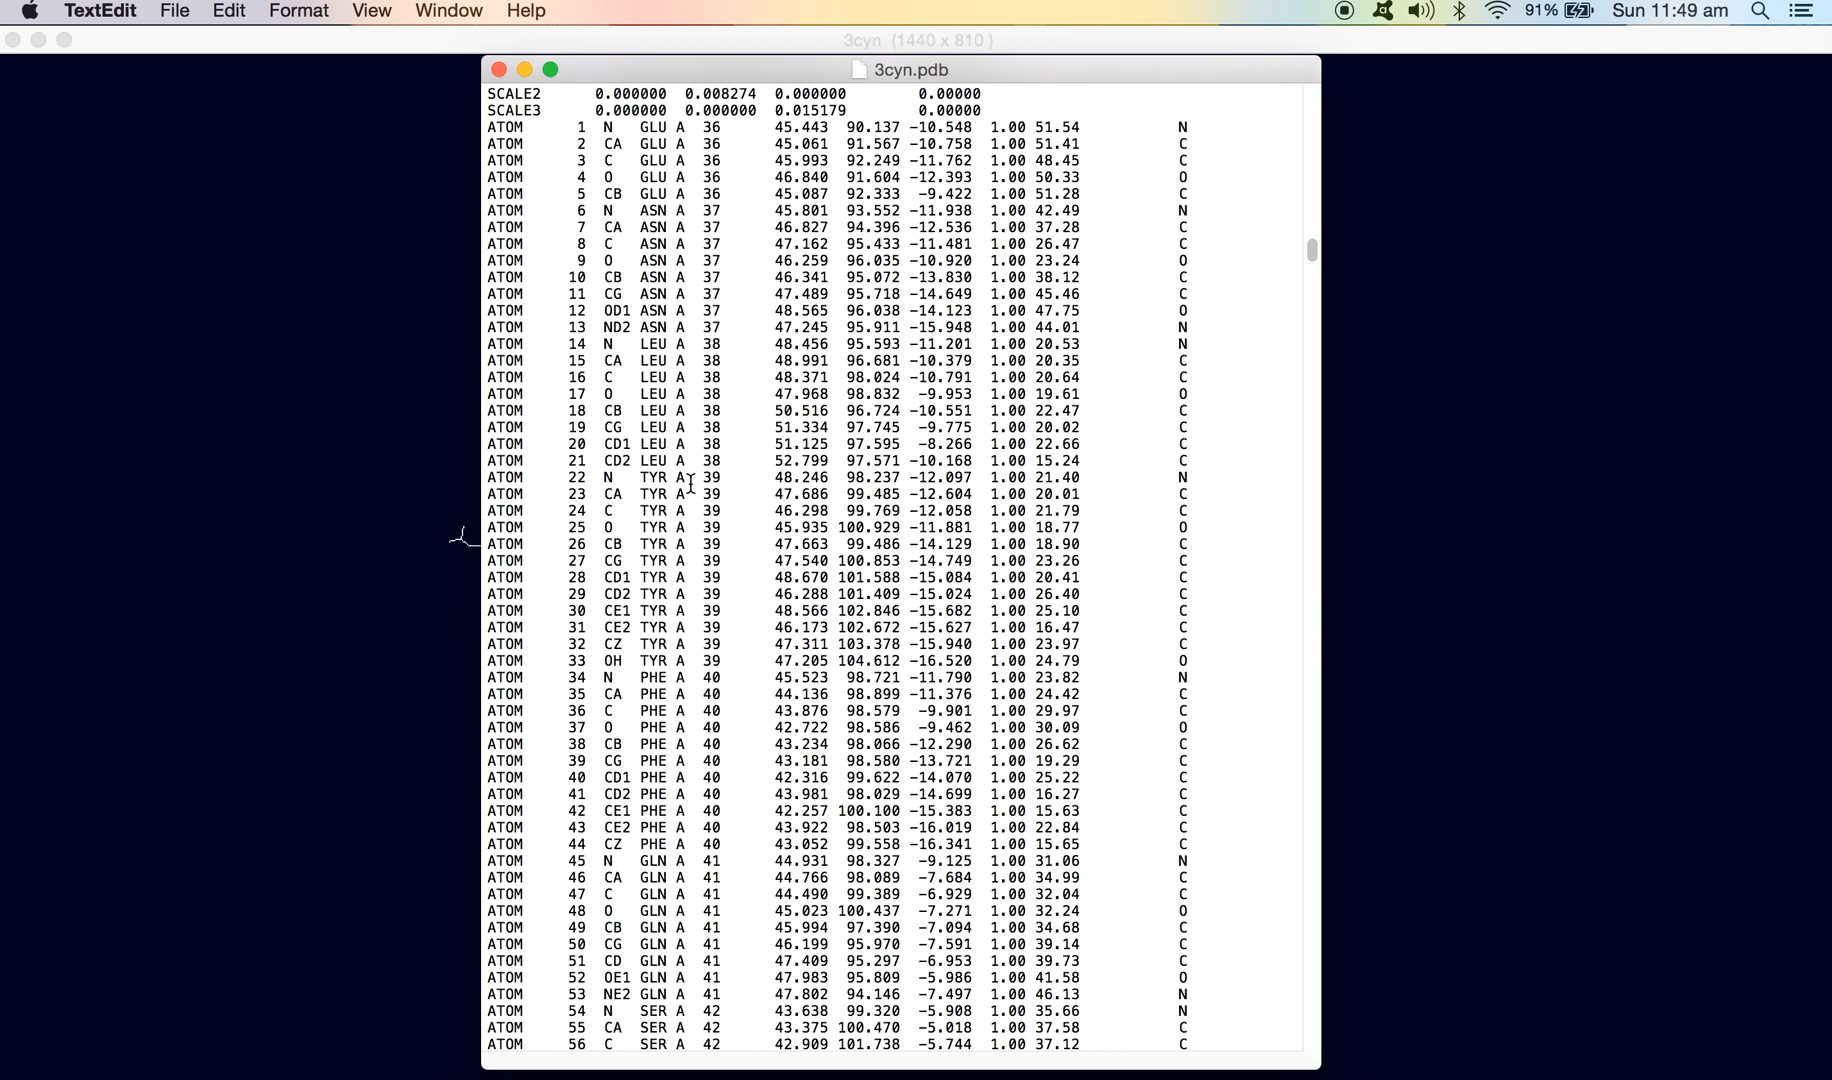 TextEdit File Edit Format View Window Help 91% Sun 11:49 am
3cyn (1440 x 810 )
3cyn.pdb
SCALE2 0.000000 0.008274 0.000000 0.00000
SCALE3 0.000000 0.000000 0.015179 0.00000
ATOM 1 N GLU A 36 45.443 90.137 -10.548 1.00 51.54 N
ATOM 2 CA GLU A 36 45.061 91.567 -10.758 1.00 51.41 C
ATOM 3 C GLU A 36 45.993 92.249 -11.762 1.00 48.45 C
ATOM 4 O GLU A 36 46.840 91.604 -12.393 1.00 50.33 O
ATOM 5 CB GLU A 36 45.087 92.333 -9.422 1.00 51.28 C
ATOM 6 N ASN A 37 45.801 93.552 -11.938 1.00 42.49 N
ATOM 7 CA ASN A 37 46.827 94.396 -12.536 1.00 37.28 C
ATOM 8 C ASN A 37 47.162 95.433 -11.481 1.00 26.47 C
ATOM 9 O ASN A 37 46.259 96.035 -10.920 1.00 23.24 O
ATOM 10 CB ASN A 37 46.341 95.072 -13.830 1.00 38.12 C
ATOM 11 CG ASN A 37 47.489 95.718 -14.649 1.00 45.46 C
ATOM 12 OD1 ASN A 37 48.565 96.038 -14.123 1.00 47.75 O
ATOM 13 ND2 ASN A 37 47.245 95.911 -15.948 1.00 44.01 N
ATOM 14 N LEU A 38 48.456 95.593 -11.201 1.00 20.53 N
ATOM 15 CA LEU A 38 48.991 96.681 -10.379 1.00 20.35 C
ATOM 16 C LEU A 38 48.371 98.024 -10.791 1.00 20.64 C
ATOM 17 O LEU A 38 47.968 98.832 -9.953 1.00 19.61 O
ATOM 18 CB LEU A 38 50.516 96.724 -10.551 1.00 22.47 C
ATOM 19 CG LEU A 38 51.334 97.745 -9.775 1.00 20.02 C
ATOM 20 CD1 LEU A 38 51.125 97.595 -8.266 1.00 22.66 C
ATOM 21 CD2 LEU A 38 52.799 97.571 -10.168 1.00 15.24 C
ATOM 22 N TYR A 39 48.246 98.237 -12.097 1.00 21.40 N
ATOM 23 CA TYR A 39 47.686 99.485 -12.604 1.00 20.01 C
ATOM 24 C TYR A 39 46.298 99.769 -12.058 1.00 21.79 C
ATOM 25 O TYR A 39 45.935 100.929 -11.881 1.00 18.77 O
ATOM 26 CB TYR A 39 47.663 99.486 -14.129 1.00 18.90 C
ATOM 27 CG TYR A 39 47.540 100.853 -14.749 1.00 23.26 C
ATOM 28 CD1 TYR A 39 48.670 101.588 -15.084 1.00 20.41 C
ATOM 29 CD2 TYR A 39 46.288 101.409 -15.024 1.00 26.40 C
ATOM 30 CE1 TYR A 39 48.566 102.846 -15.682 1.00 25.10 C
ATOM 31 CE2 TYR A 39 46.173 102.672 -15.627 1.00 16.47 C
ATOM 32 CZ TYR A 39 47.311 103.378 -15.940 1.00 23.97 C
ATOM 33 OH TYR A 39 47.205 104.612 -16.520 1.00 24.79 O
ATOM 34 N PHE A 40 45.523 98.721 -11.790 1.00 23.82 N
ATOM 35 CA PHE A 40 44.136 98.899 -11.376 1.00 24.42 C
ATOM 36 C PHE A 40 43.876 98.579 -9.901 1.00 29.97 C
ATOM 37 O PHE A 40 42.722 98.586 -9.462 1.00 30.09 O
ATOM 38 CB PHE A 40 43.234 98.066 -12.290 1.00 26.62 C
ATOM 39 CG PHE A 40 43.181 98.580 -13.721 1.00 19.29 C
ATOM 40 CD1 PHE A 40 42.316 99.622 -14.070 1.00 25.22 C
ATOM 41 CD2 PHE A 40 43.981 98.029 -14.699 1.00 16.27 C
ATOM 42 CE1 PHE A 40 42.257 100.100 -15.383 1.00 15.63 C
ATOM 43 CE2 PHE A 40 43.922 98.503 -16.019 1.00 22.84 C
ATOM 44 CZ PHE A 40 43.052 99.558 -16.341 1.00 15.65 C
ATOM 45 N GLN A 41 44.931 98.327 -9.125 1.00 31.06 N
ATOM 46 CA GLN A 41 44.766 98.089 -7.684 1.00 34.99 C
ATOM 47 C GLN A 41 44.490 99.389 -6.929 1.00 32.04 C
ATOM 48 O GLN A 41 45.023 100.437 -7.271 1.00 32.24 O
ATOM 49 CB GLN A 41 45.994 97.390 -7.094 1.00 34.68 C
ATOM 50 CG GLN A 41 46.199 95.970 -7.591 1.00 39.14 C
ATOM 51 CD GLN A 41 47.409 95.297 -6.953 1.00 39.73 C
ATOM 52 OE1 GLN A 41 47.983 95.809 -5.986 1.00 41.58 O
ATOM 53 NE2 GLN A 41 47.802 94.146 -7.497 1.00 46.13 N
ATOM 54 N SER A 42 43.638 99.320 -5.908 1.00 35.66 N
ATOM 55 CA SER A 42 43.375 100.470 -5.018 1.00 37.58 C
ATOM 56 C SER A 42 42.909 101.738 -5.744 1.00 37.12 C